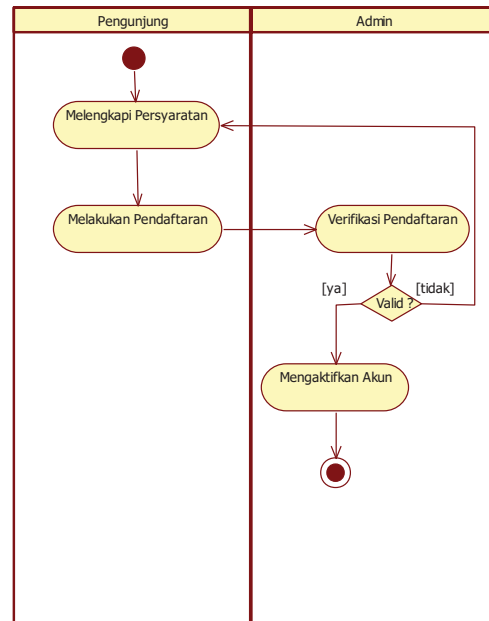 Pengunjung
Admin
Melengkapi Persyaratan
Melakukan Pendaftaran
Verifikasi Pendaftaran
[ya]
[tidak]
Valid ?
Mengaktifkan Akun